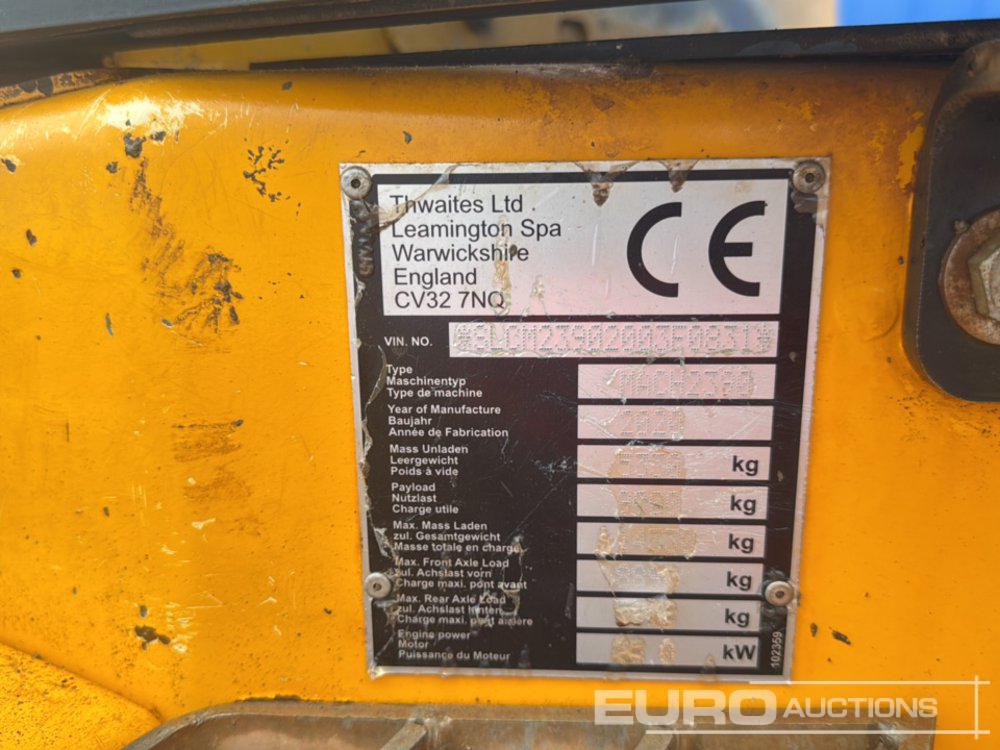 Thwaites Ltd
Leamington Spa
Warwickshire
England
CV32 7NQ
CE
VIN. NO.
Type
Maschinentyp
Type de machine
Year of Manufacture
Baujahr
Année de Fabrication
2020
Mass Unladen
Leergewicht
Poids à vide
kg
Payload
Nutzlast
Charge utile
kg
Max. Mass Laden
zul. Gesamtgewicht
Masse totale en charge
kg
Max. Front Axle Load
zul. Achslast vorn
Charge maxi. pont avant
kg
Max. Rear Axle Load
zul. Achslast hinten
Charge maxi. pont arrière
kg
Engine power
Motor
Puissance du Moteur
kW
102359
EURO AUCTIONS